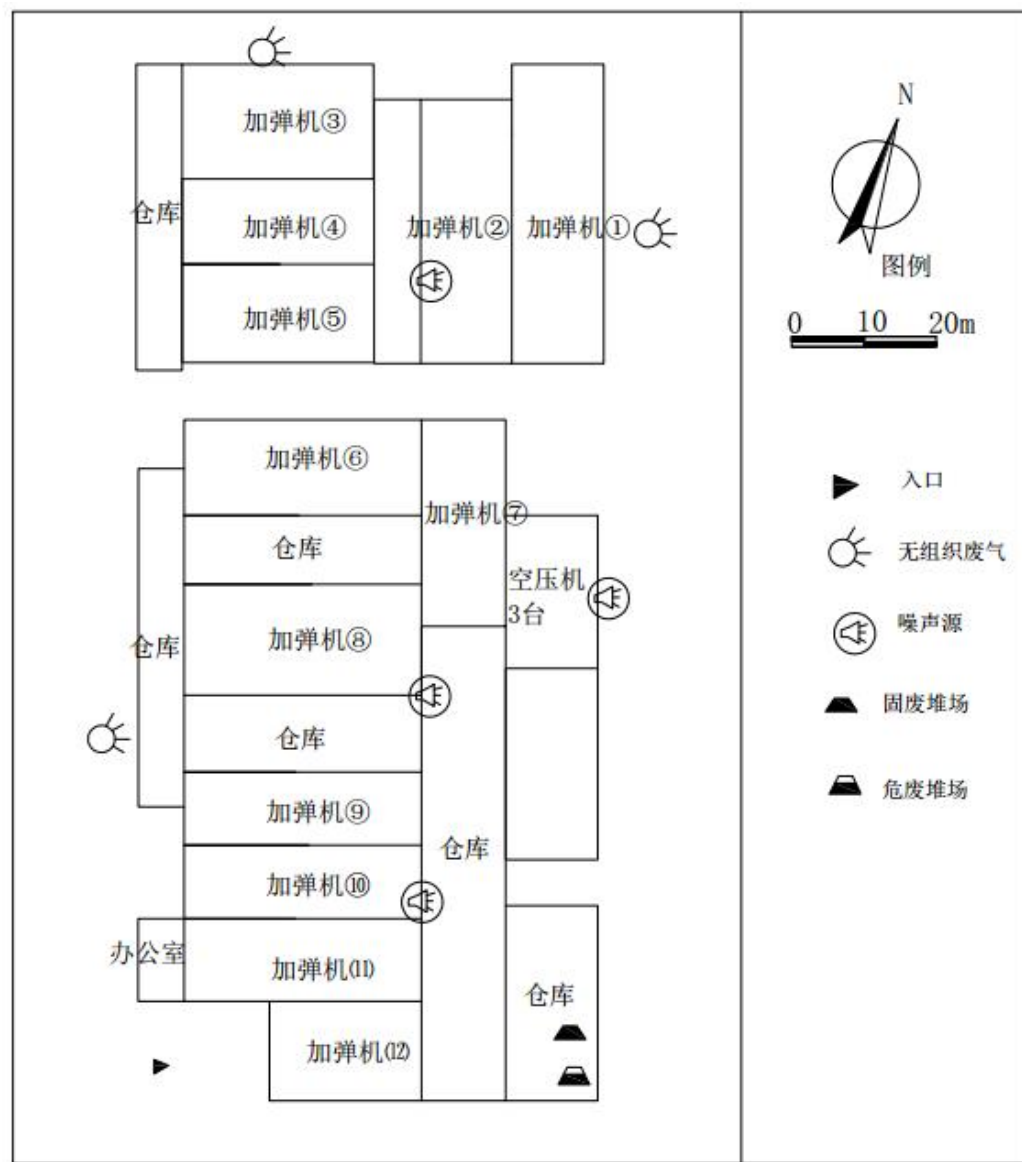 加弹机③
仓库
加弹机④
加弹机②
加弹机①
加弹机⑤
加弹机⑥
加弹机⑦
仓库
空压机
3台
仓库
加弹机⑧
仓库
加弹机⑨
仓库
加弹机⑩
办公室
加弹机⑪
仓库
加弹机⑫
N
图例
0 10 20m
入口
无组织废气
噪声源
固废堆场
危废堆场